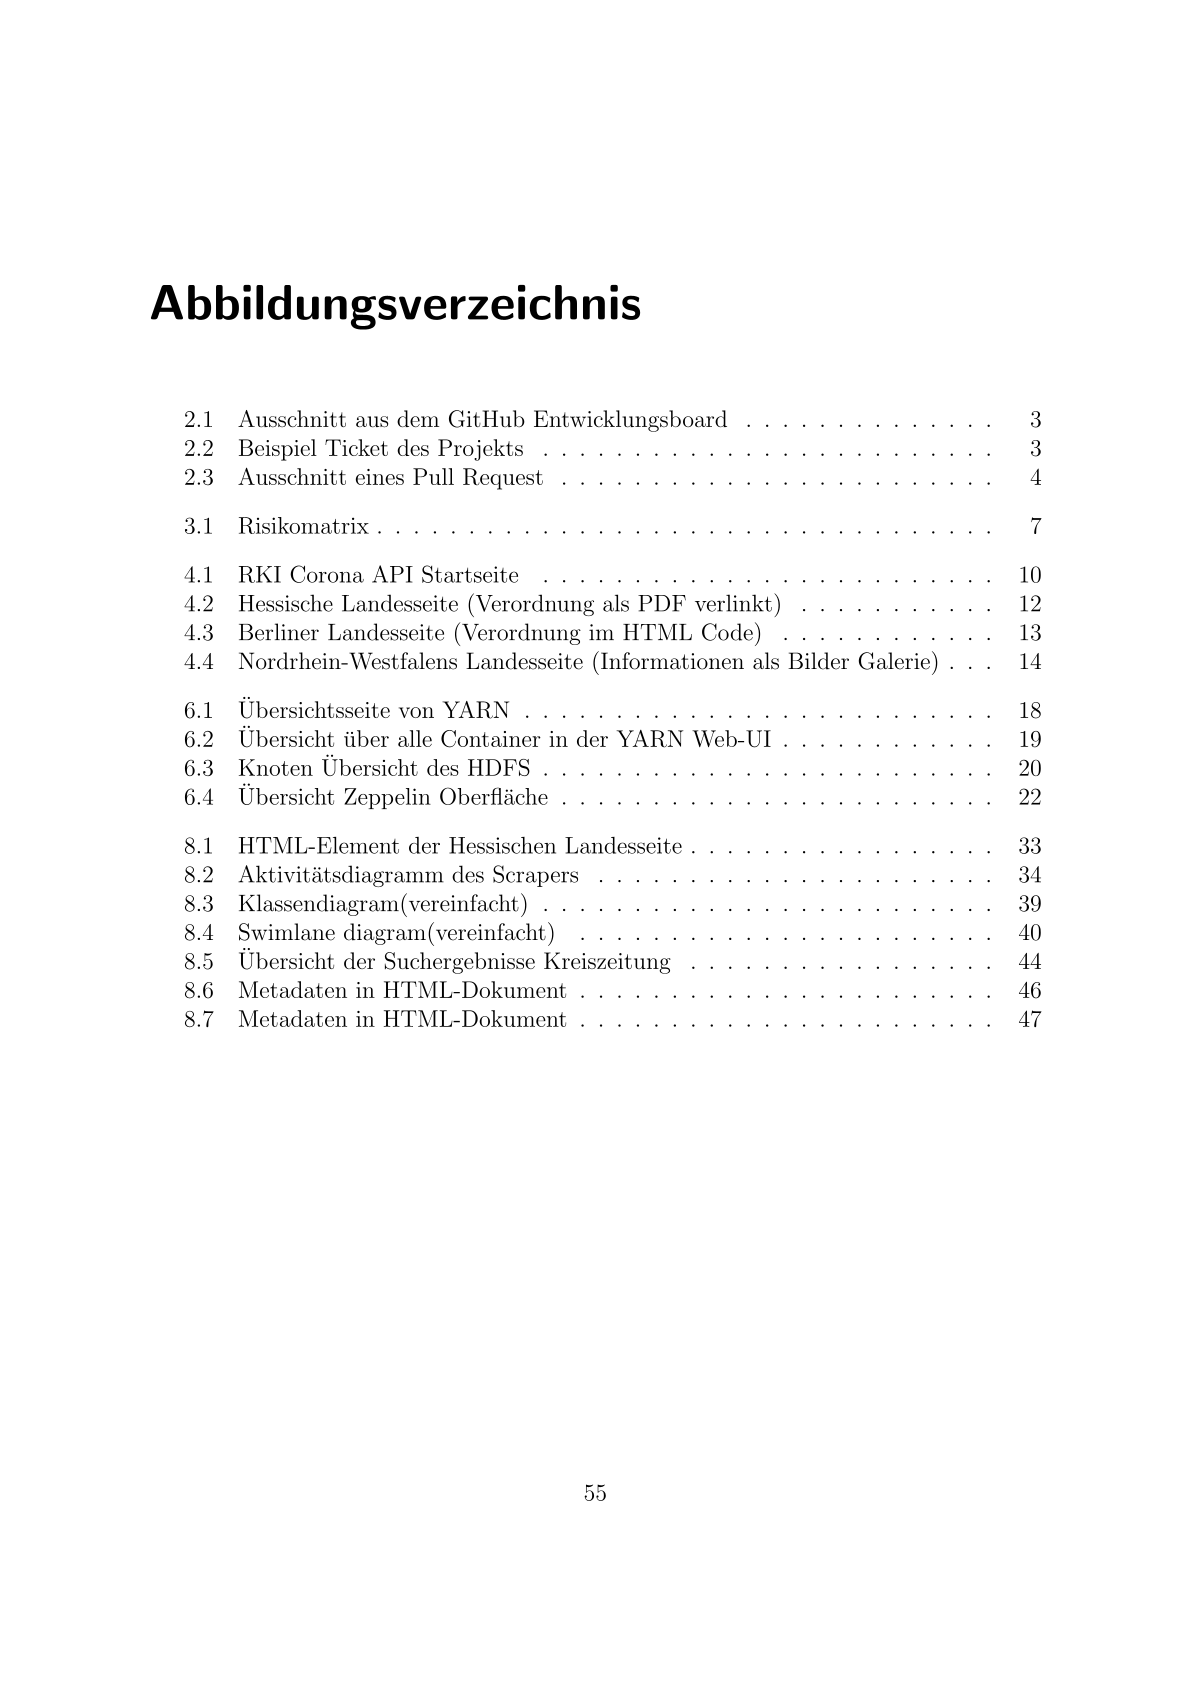 Abbildungsverzeichnis
2.1 Ausschnitt aus dem GitHub Entwicklungsboard . . . . . . . . . . . . . . 3
2.2 Beispiel Ticket des Projekts . . . . . . . . . . . . . . . . . . . . . . . . . 3
2.3 Ausschnitt eines Pull Request . . . . . . . . . . . . . . . . . . . . . . . . 4
3.1 Risikomatrix . . . . . . . . . . . . . . . . . . . . . . . . . . . . . . . . . . 7
4.1 RKI Corona API Startseite . . . . . . . . . . . . . . . . . . . . . . . . . 10
4.2 Hessische Landesseite (Verordnung als PDF verlinkt) . . . . . . . . . . . 12
4.3 Berliner Landesseite (Verordnung im HTML Code) . . . . . . . . . . . . 13
4.4 Nordrhein-Westfalens Landesseite (Informationen als Bilder Galerie) . . . 14
6.1 Übersichtsseite von YARN . . . . . . . . . . . . . . . . . . . . . . . . . . 18
6.2 Übersicht über alle Container in der YARN Web-UI . . . . . . . . . . . . 19
6.3 Knoten Übersicht des HDFS . . . . . . . . . . . . . . . . . . . . . . . . . 20
6.4 Übersicht Zeppelin Oberfläche . . . . . . . . . . . . . . . . . . . . . . . . 22
8.1 HTML-Element der Hessischen Landesseite . . . . . . . . . . . . . . . . . 33
8.2 Aktivitätsdiagramm des Scrapers . . . . . . . . . . . . . . . . . . . . . . 34
8.3 Klassendiagram(vereinfacht) . . . . . . . . . . . . . . . . . . . . . . . . . 39
8.4 Swimlane diagram(vereinfacht) . . . . . . . . . . . . . . . . . . . . . . . 40
8.5 Übersicht der Suchergebnisse Kreiszeitung . . . . . . . . . . . . . . . . . 44
8.6 Metadaten in HTML-Dokument . . . . . . . . . . . . . . . . . . . . . . . 46
8.7 Metadaten in HTML-Dokument . . . . . . . . . . . . . . . . . . . . . . . 47
55